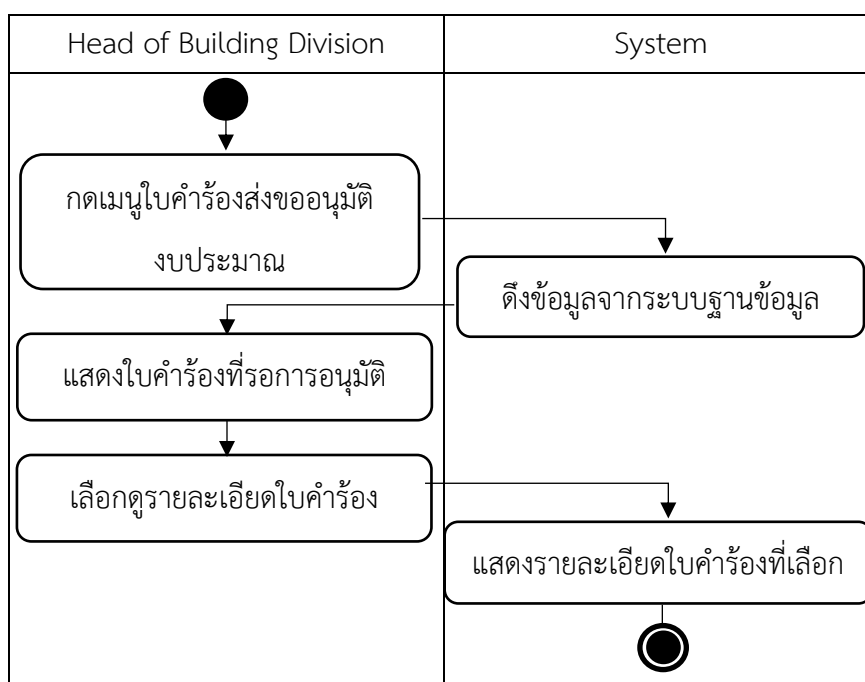 Head of Building Division
System
กดเมนูใบคำร้องส่งขออนุมัติ
งบประมาณ
ดึงข้อมูลจากระบบฐานข้อมูล
แสดงใบคำร้องที่รอการอนุมัติ
เลือกดูรายละเอียดใบคำร้อง
แสดงรายละเอียดใบคำร้องที่เลือก